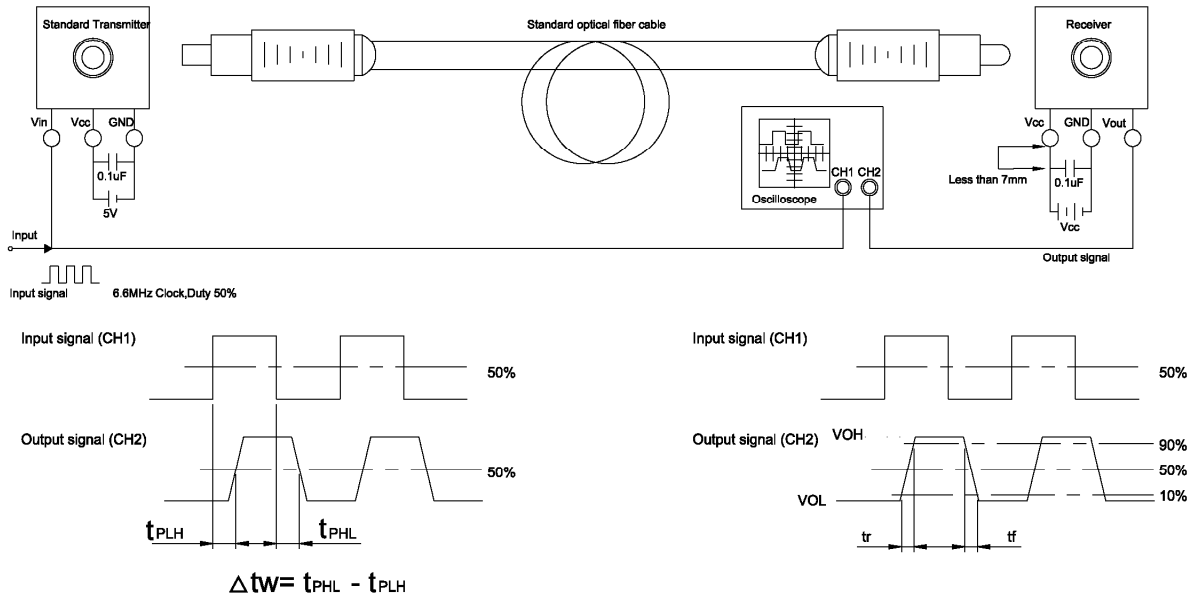 Standard Transmitter
Standard optical fiber cable
Receiver
Vin Vcc GND
0.1uF
5V
CH1 CH2
Oscilloscope
Vcc GND Vout
Less than 7mm
0.1uF
Vcc
Input
Output signal
Input signal 6.6MHz Clock,Duty 50%
Input signal (CH1)
50%
Output signal (CH2)
50%
tPLH tPHL
△tw= tPHL - tPLH
Input signal (CH1)
50%
Output signal (CH2) VOH
90%
50%
VOL 10%
tr tf